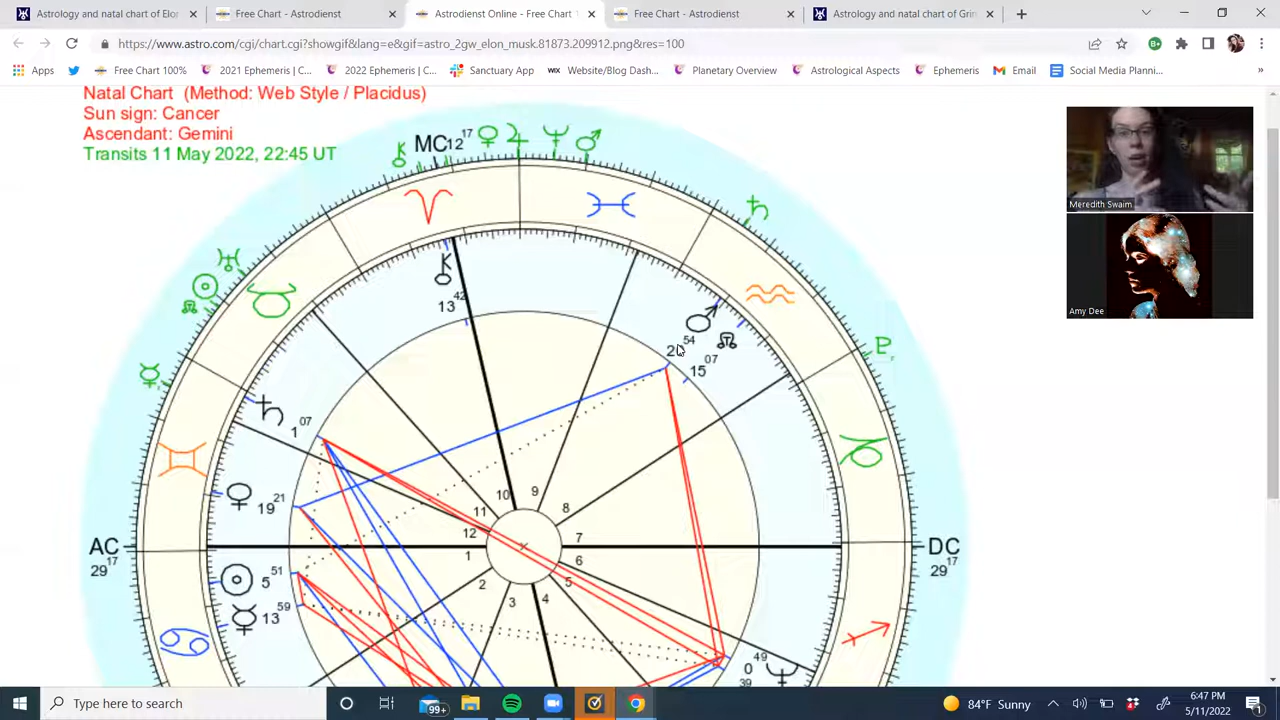 Astrology and natal chart of Elon
Free Chart - Astrodienst
Astrodienst Online - Free Chart
Free Chart - Astrodienst
Astrology and natal chart of Grim
https://www.astro.com/cgi/chart.cgi?showgif&lang=e&gif=astro_2gw_elon_musk.81873.209912.png&res=100
Apps
Free Chart 100%
2021 Ephemeris | C...
2022 Ephemeris | C...
Sanctuary App
WIX
Website/Blog Dash...
Planetary Overview
Astrological Aspects
Ephemeris
Email
Social Media Planni...
»
Natal Chart (Method: Web Style / Placidus)
Sun sign: Cancer
Ascendant: Gemini
Transits 11 May 2022, 22:45 UT
MC 12 17
Meredith Swaim
Amy Dee
13 42
54
15 07
1 07
19 21
10
9
11
8
12
7
1
6
2
5
3
4
AC
29 17
DC
29 17
5 51
13 59
0 49
39
Type here to search
99+
84°F Sunny
6:47 PM
5/11/2022
1